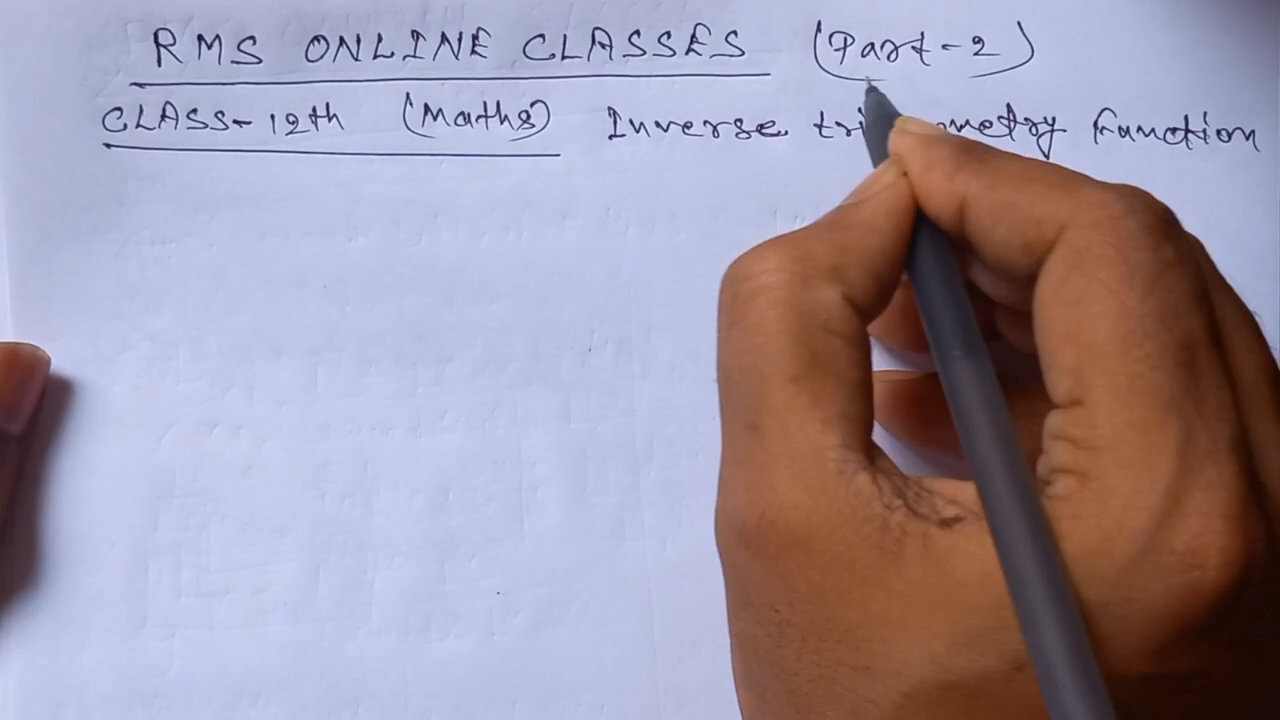 RMS ONLINE CLASSES (Part-2)
CLASS-12th (Maths) Inverse function